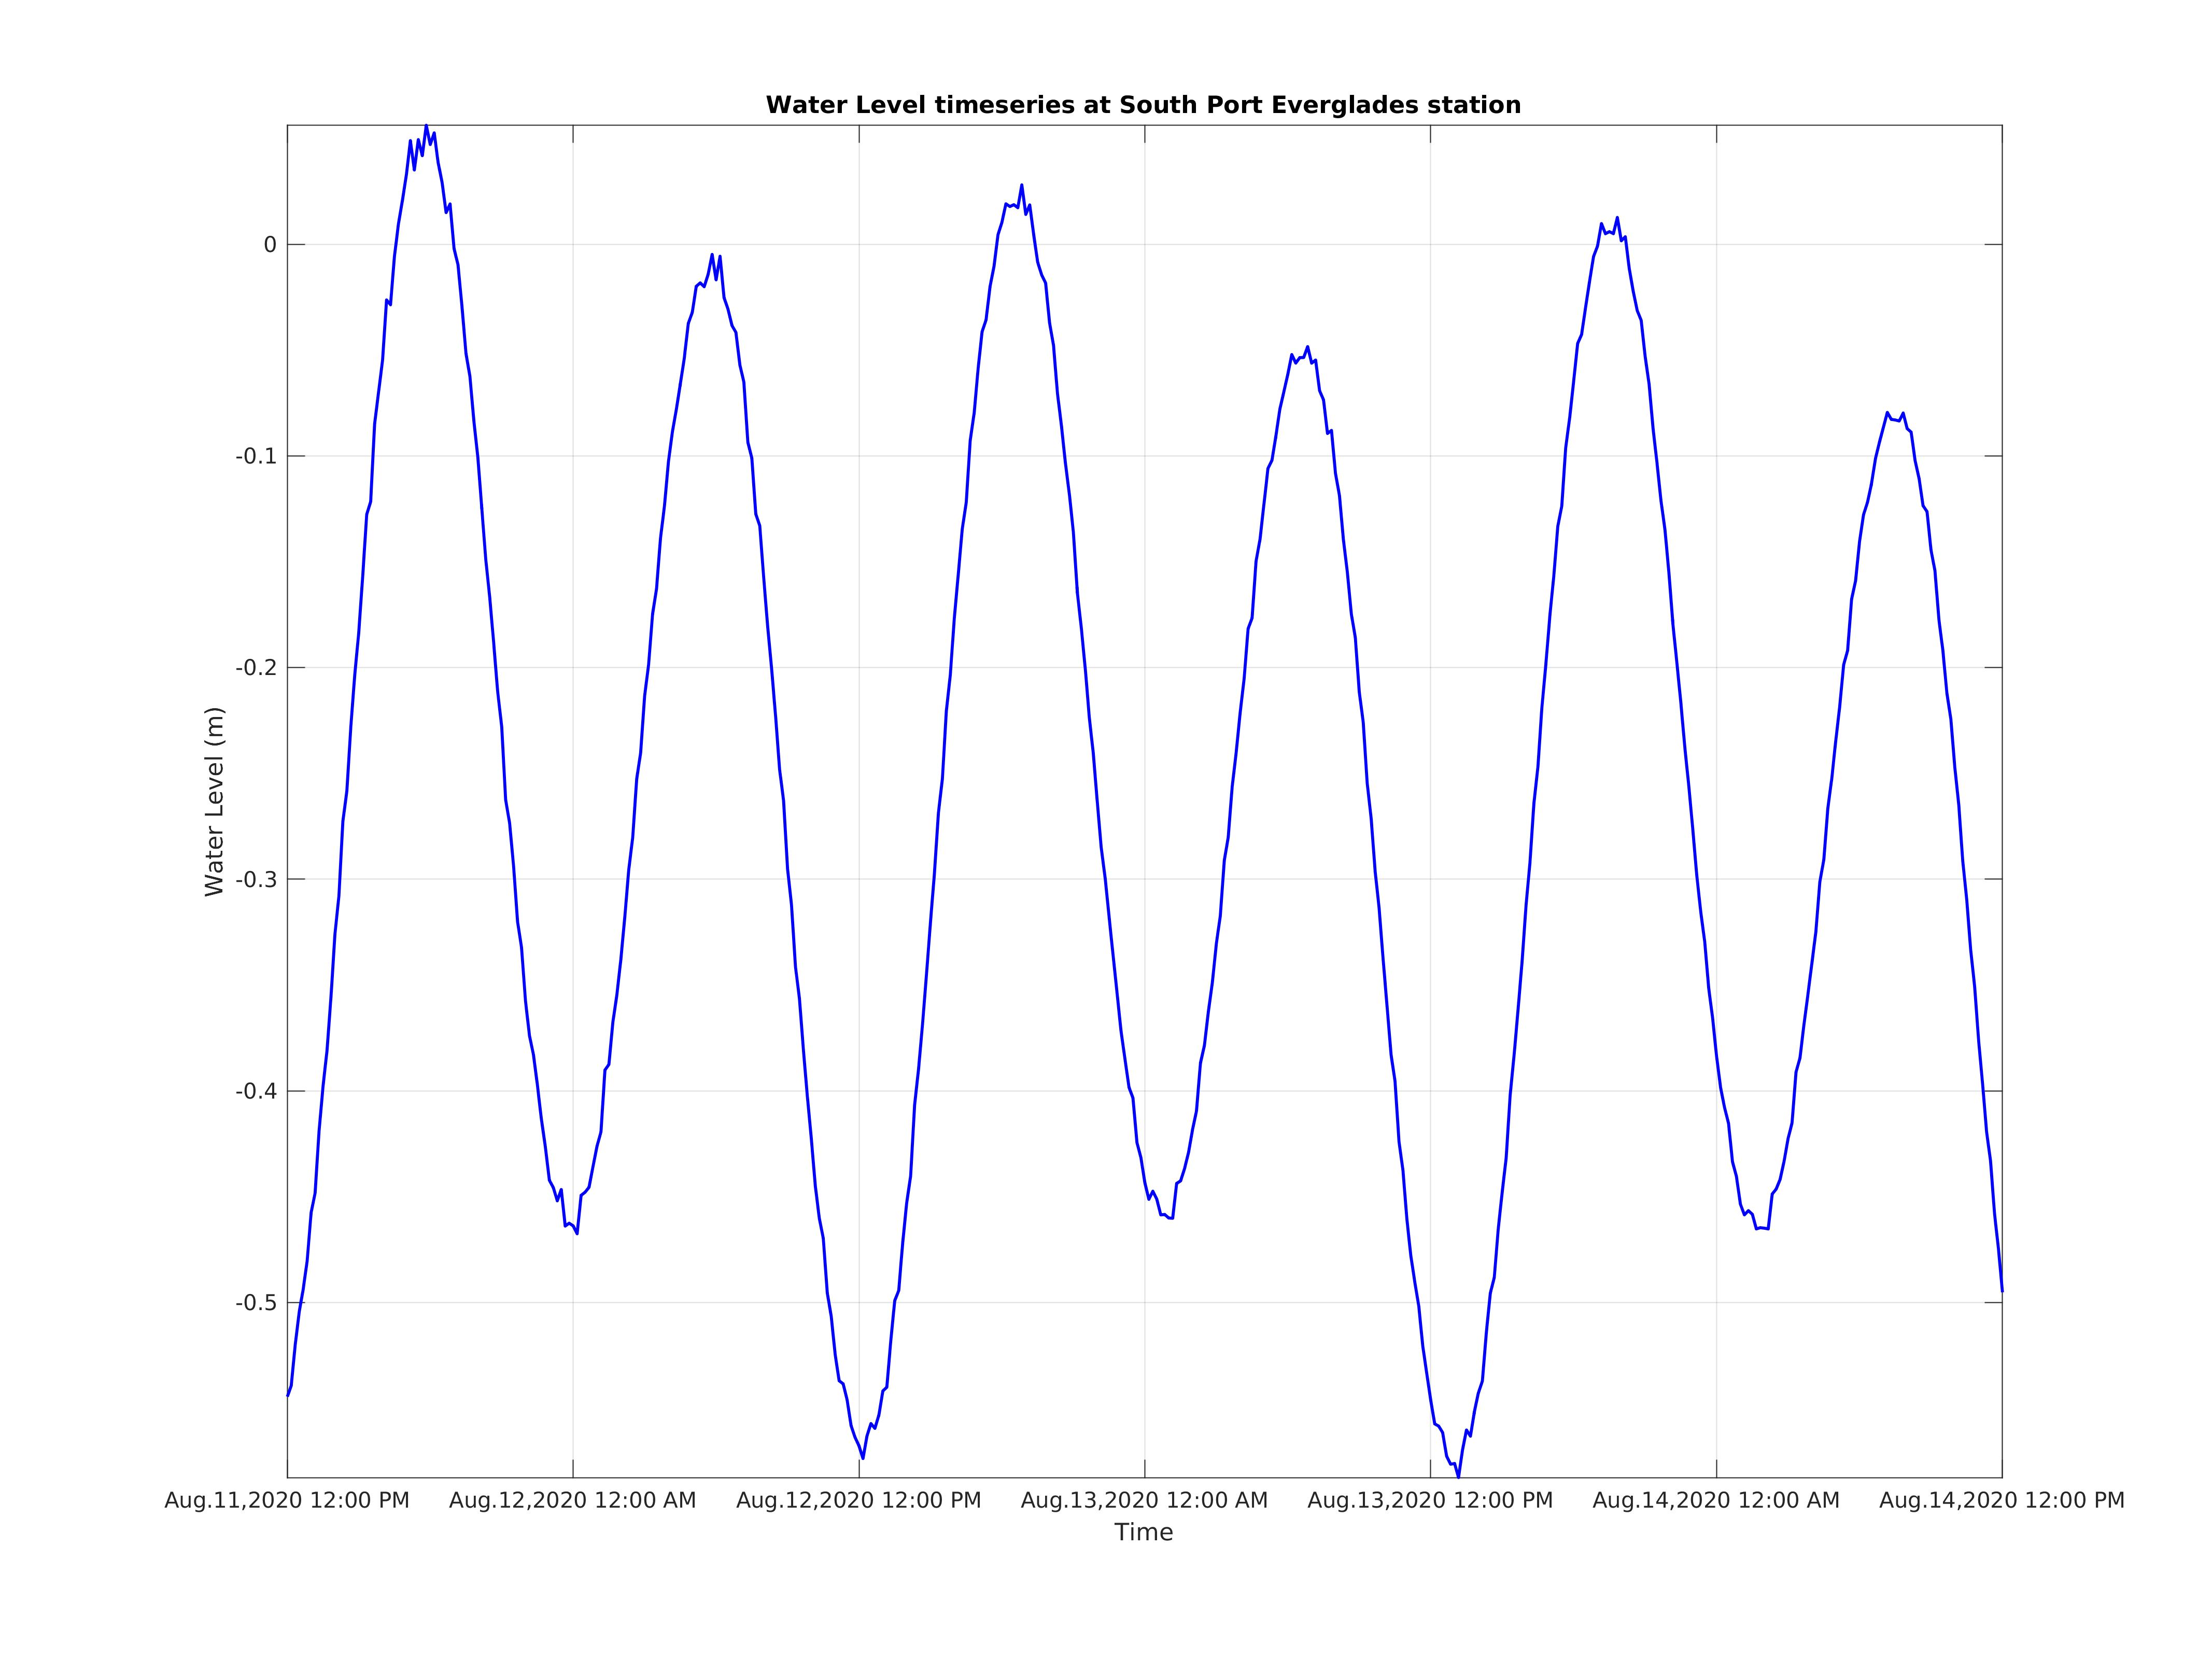 Water Level timeseries at South Port Everglades station
0
-0.1
-0.2
-0.3
-0.4
-0.5
Water Level (m)
Aug.11,2020 12:00 PM
Aug.12,2020 12:00 AM
Aug.12,2020 12:00 PM
Aug.13,2020 12:00 AM
Aug.13,2020 12:00 PM
Aug.14,2020 12:00 AM
Aug.14,2020 12:00 PM
Time